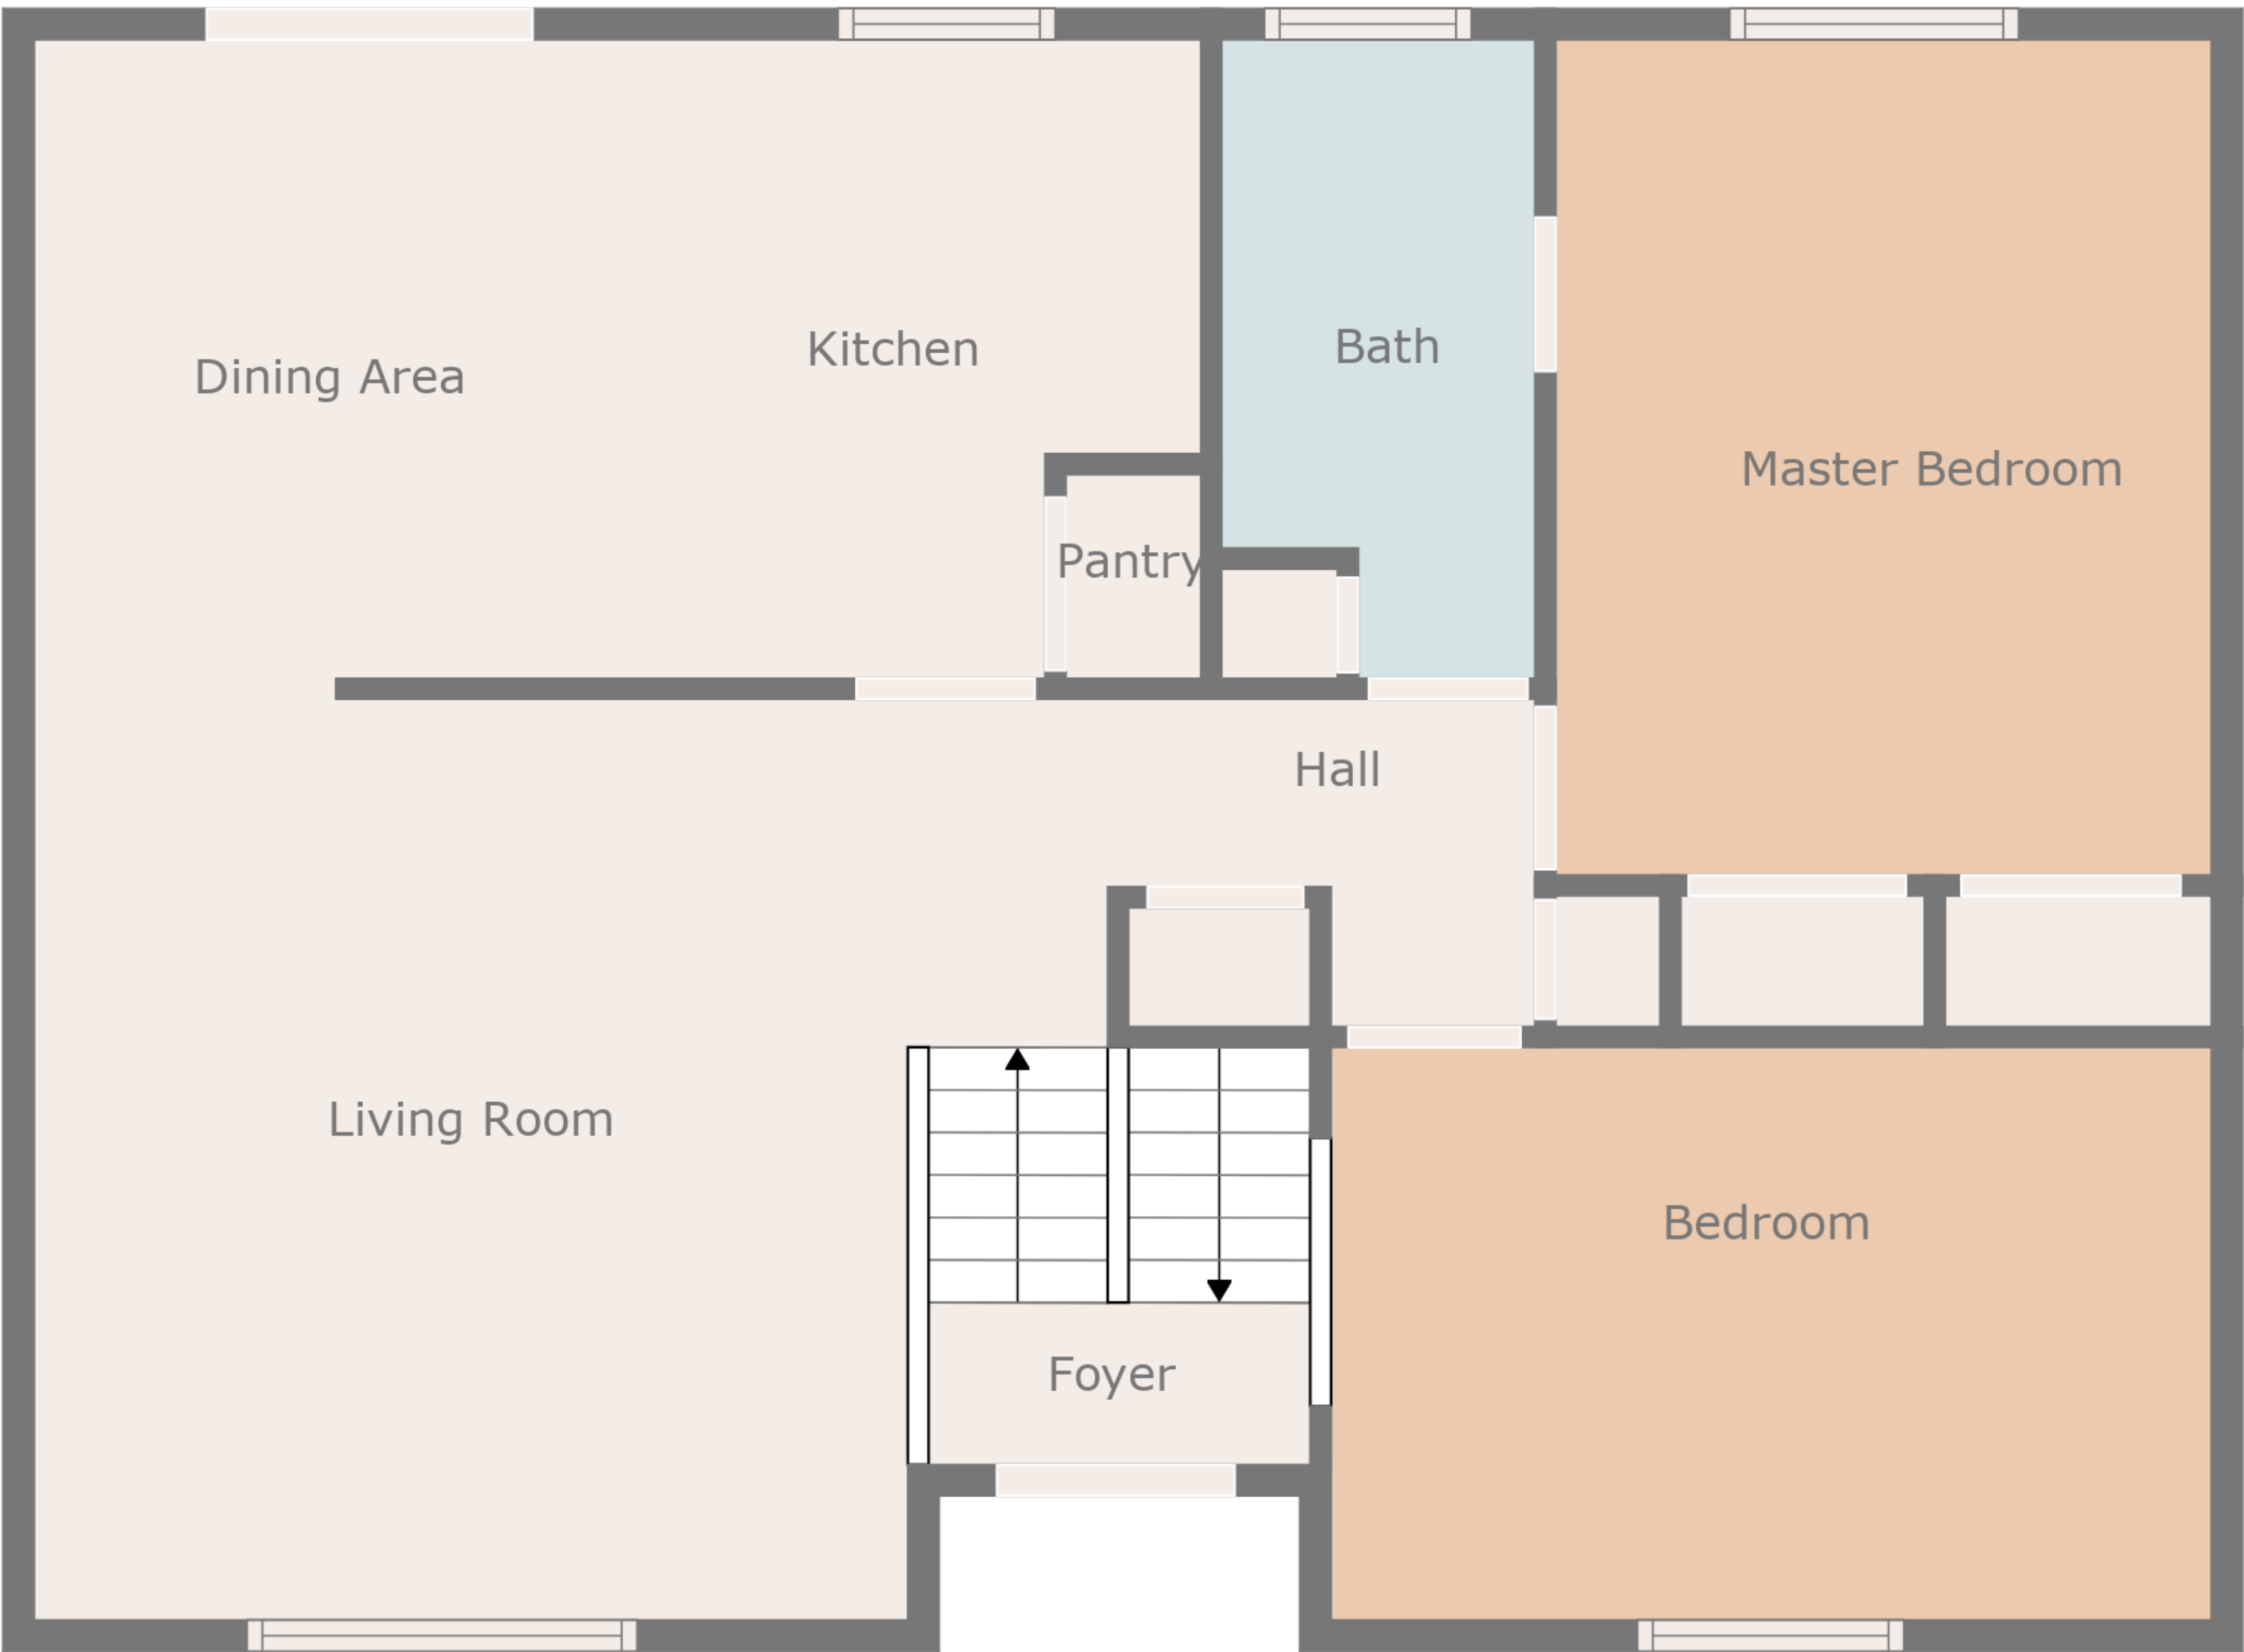 Kitchen
Bath
Dining Area
Master Bedroom
Pantry
Hall
Living Room
Bedroom
Foyer